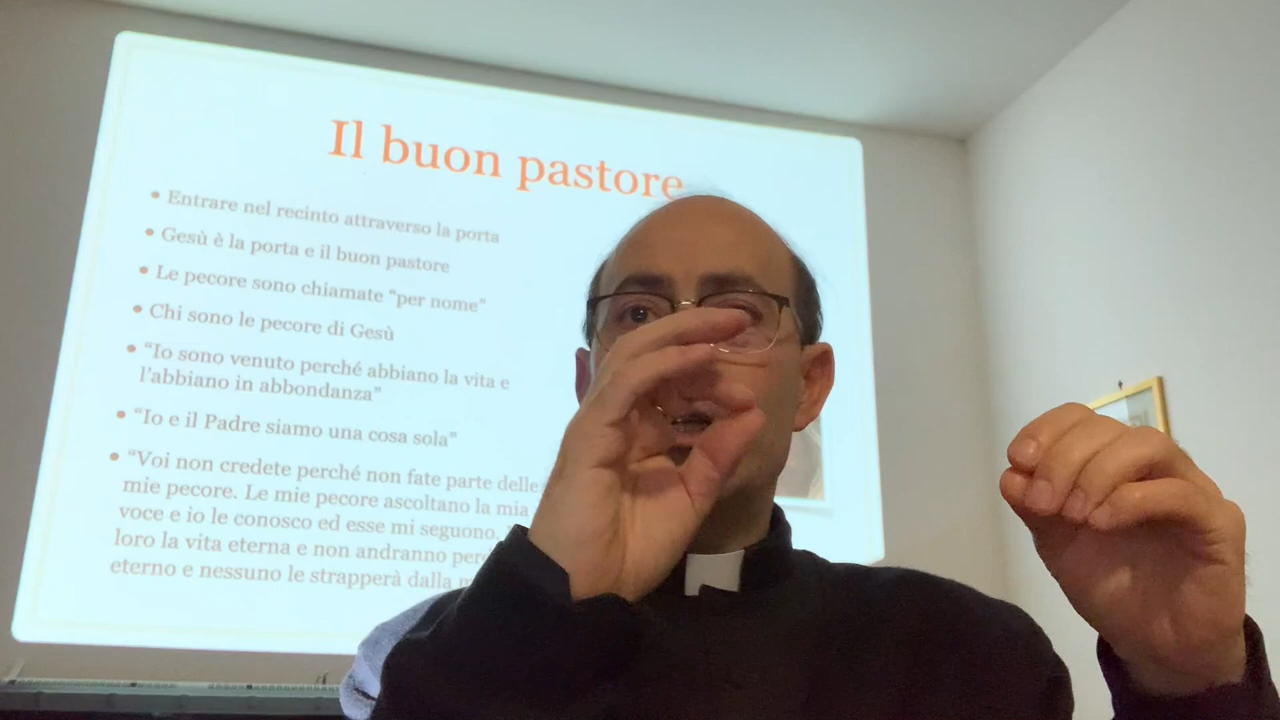 Il buon pastore
• Entrare nel recinto attraverso la porta
• Gesù è la porta e il buon pastore
• Le pecore sono chiamate “per nome”
• Chi sono le pecore di Gesù
• “Io sono venuto perché abbiano la vita e
l’abbiano in abbondanza”
• “Io e il Padre siamo una cosa sola”
• “Voi non credete perché non fate parte delle
mie pecore. Le mie pecore ascoltano la mia
voce e io le conosco ed esse mi seguono.
loro la vita eterna e non andranno
eterno e nessuno le strapperà dalla